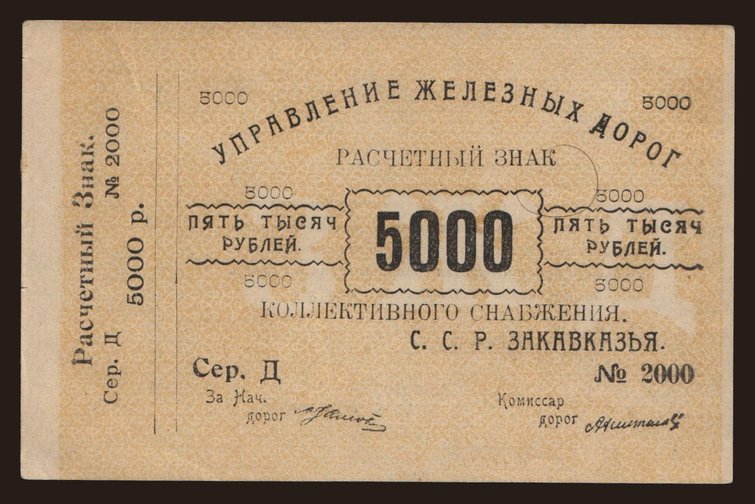 Расчетный Знак.
Сер. Д № 2000
5000 р.
5000 5000
УПРАВЛЕНИЕ ЖЕЛЕЗНЫХ ДОРОГ
РАСЧЕТНЫЙ ЗНАК
5000 5000
ПЯТЬ ТЫСЯЧ РУБЛЕЙ.
5000
ПЯТЬ ТЫСЯЧ РУБЛЕЙ.
5000 5000
КОЛЛЕКТИВНОГО СНАБЖЕНИЯ.
С. С. Р. ЗАКАВКАЗЬЯ.
Сер. Д № 2000
За Нач. дорог
Комиссар дорог